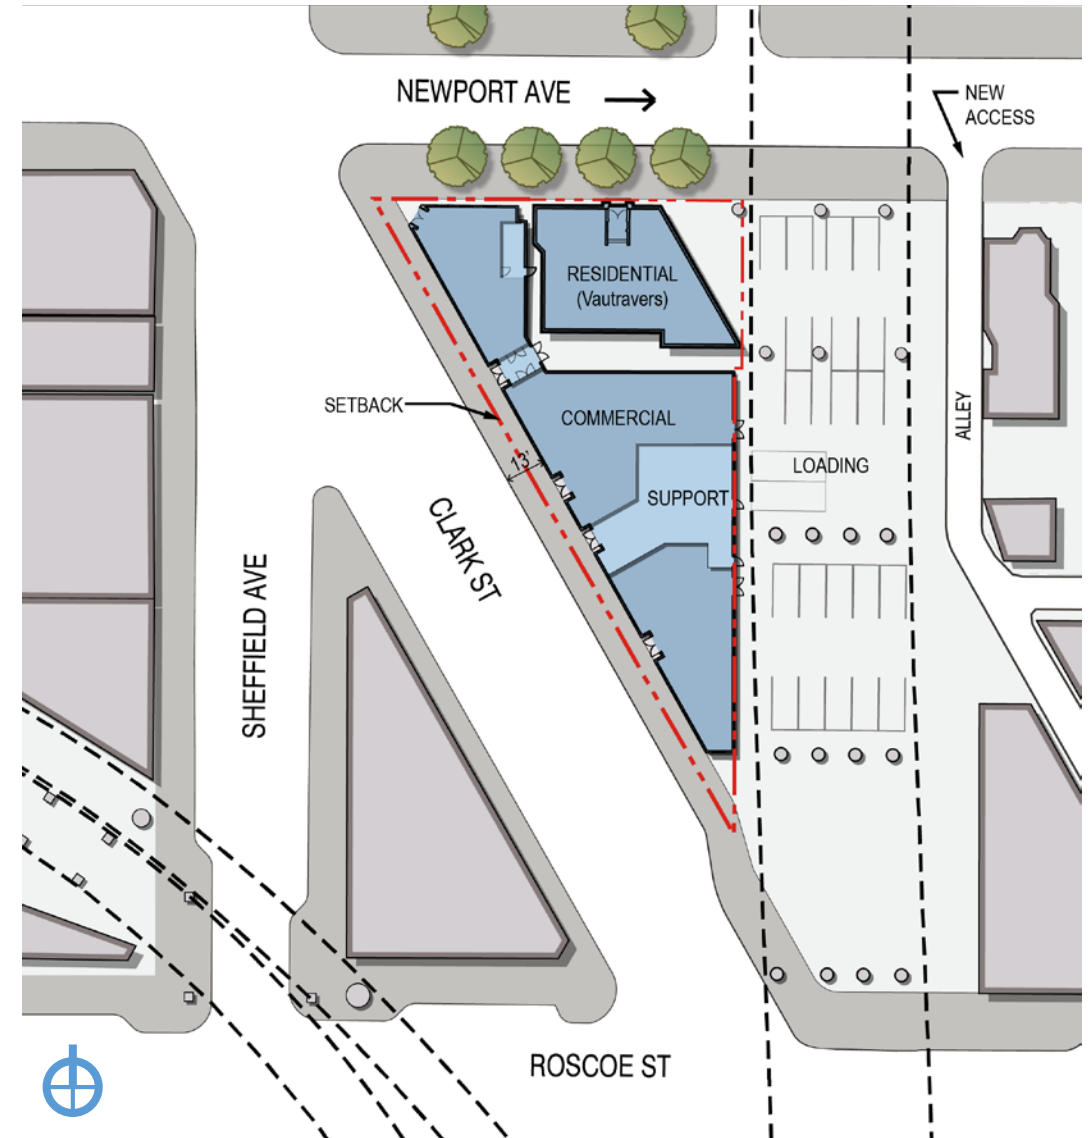 NEWPORT AVE
NEW
ACCESS
RESIDENTIAL
(Vautravers)
SETBACK
COMMERCIAL
ALLEY
13'
LOADING
SUPPORT
CLARK ST
SHEFFIELD AVE
ROSCOE ST